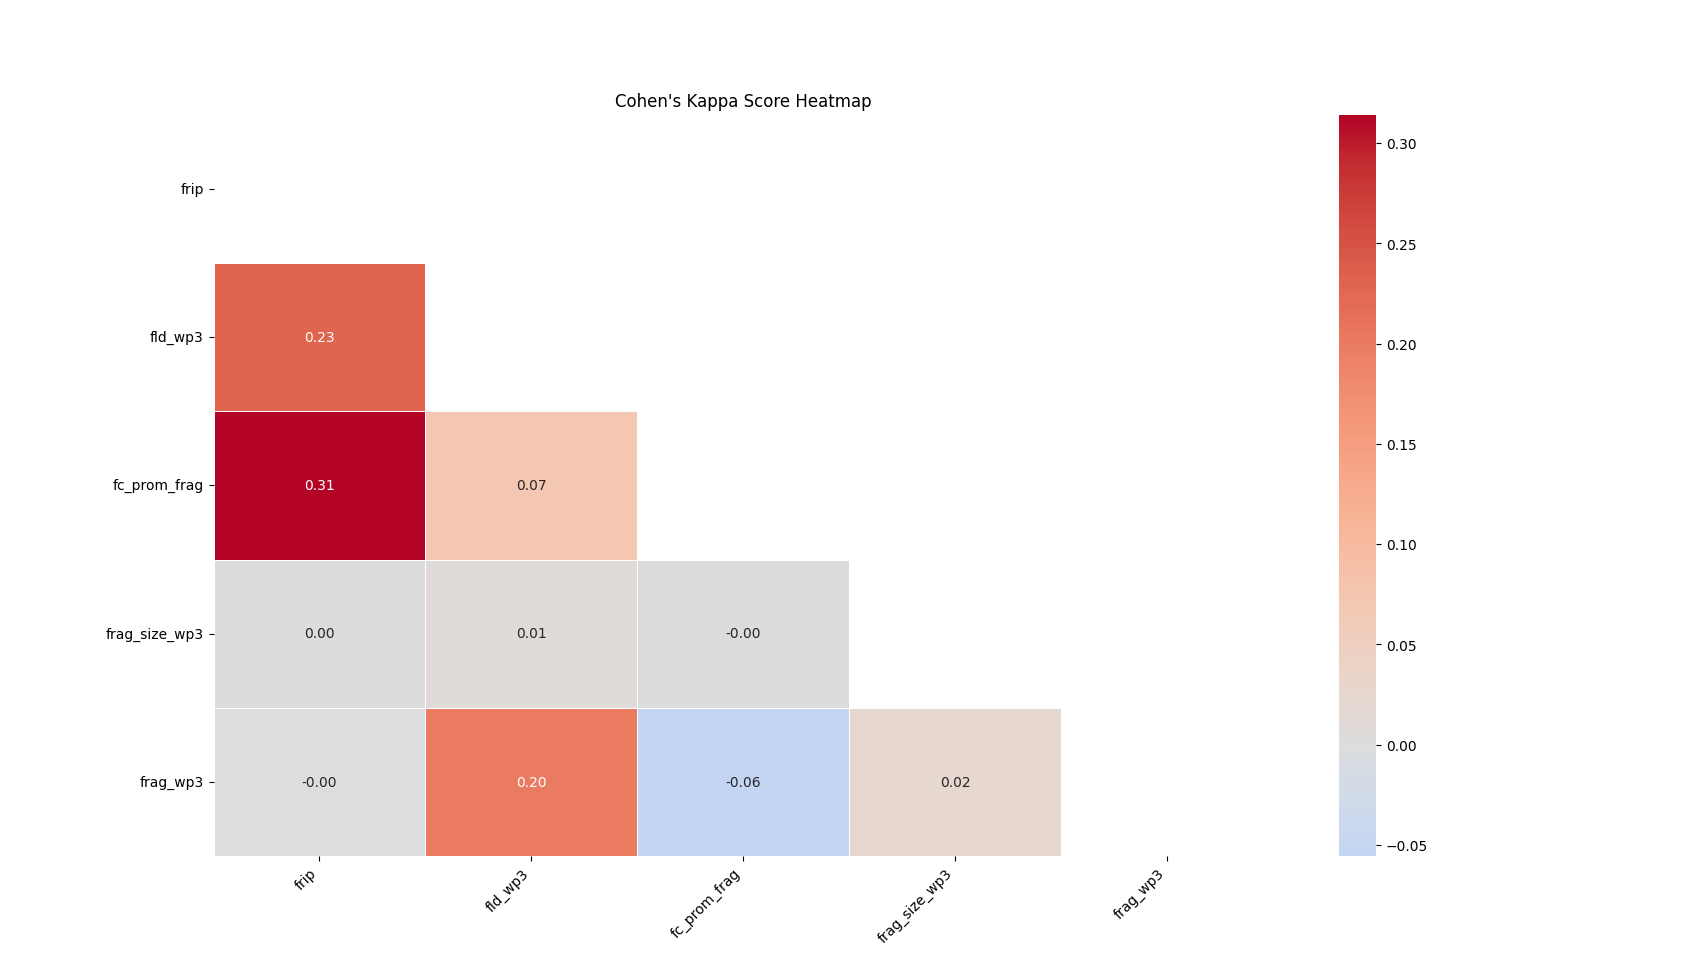 Cohen's Kappa Score Heatmap
frip
fld_wp3
0.23
fc_prom_frag
0.31
0.07
frag_size_wp3
0.00
0.01
-0.00
frag_wp3
-0.00
0.20
-0.06
0.02
frip
fld_wp3
fc_prom_frag
frag_size_wp3
frag_wp3
0.30
0.25
0.20
0.15
0.10
0.05
0.00
−0.05